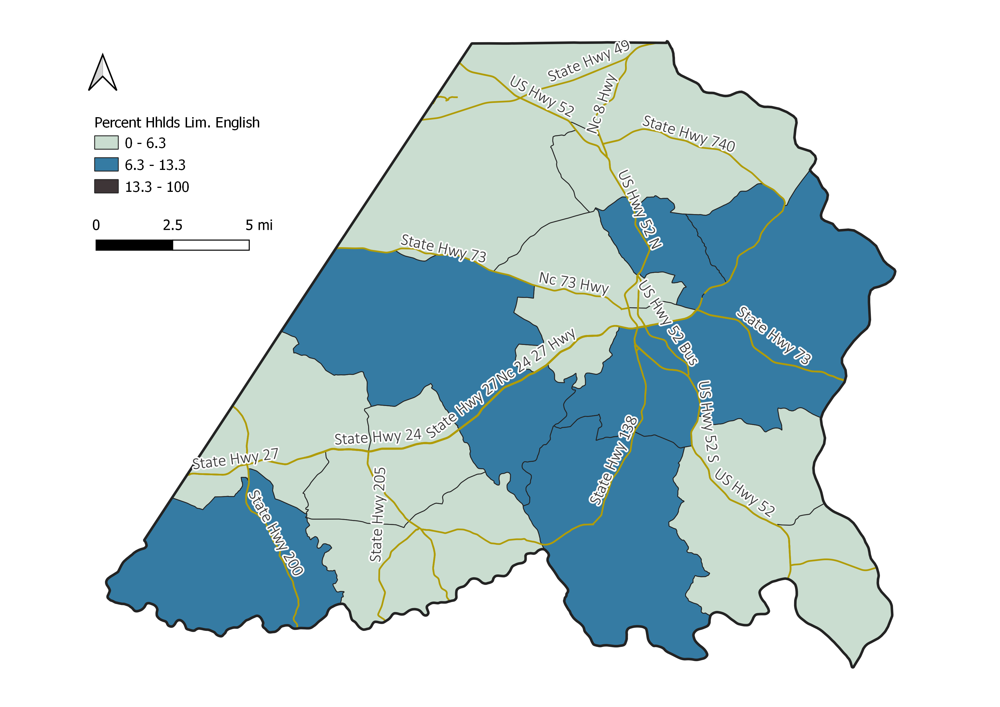 Percent Hhlds Lim. English
0 - 6.3
6.3 - 13.3
13.3 - 100
0 2.5 5 mi
State Hwy 49
US Hwy 52
Nc 8 Hwy
State Hwy 740
US Hwy 52 N
State Hwy 73
Nc 73 Hwy
US Hwy 52 Bus
State Hwy 73
Nc 24 27 Hwy
State Hwy 27
State Hwy 24
State Hwy 27
US Hwy 52 S
State Hwy 138
State Hwy 205
US Hwy 52
State Hwy 200